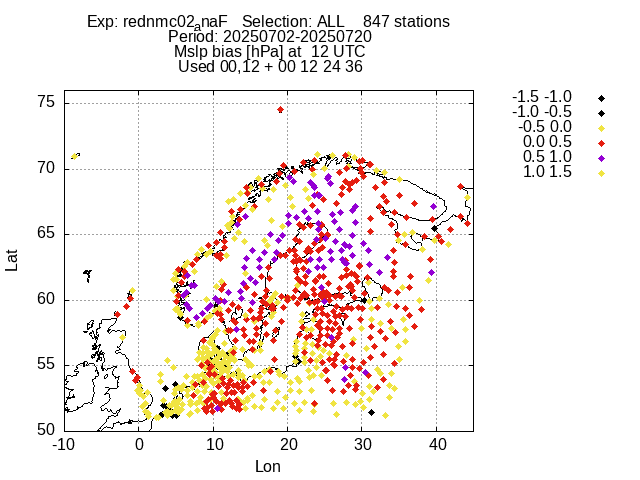 Exp: rednmc02anaF Selection: ALL 847 stations
Period: 20250702-20250720
Mslp bias [hPa] at 12 UTC
Used 00,12 + 00 12 24 36
-1.5 -1.0
-1.0 -0.5
-0.5 0.0
0.0 0.5
0.5 1.0
1.0 1.5
75
70
65
60
55
50
Lat
-10 0 10 20 30 40
Lon